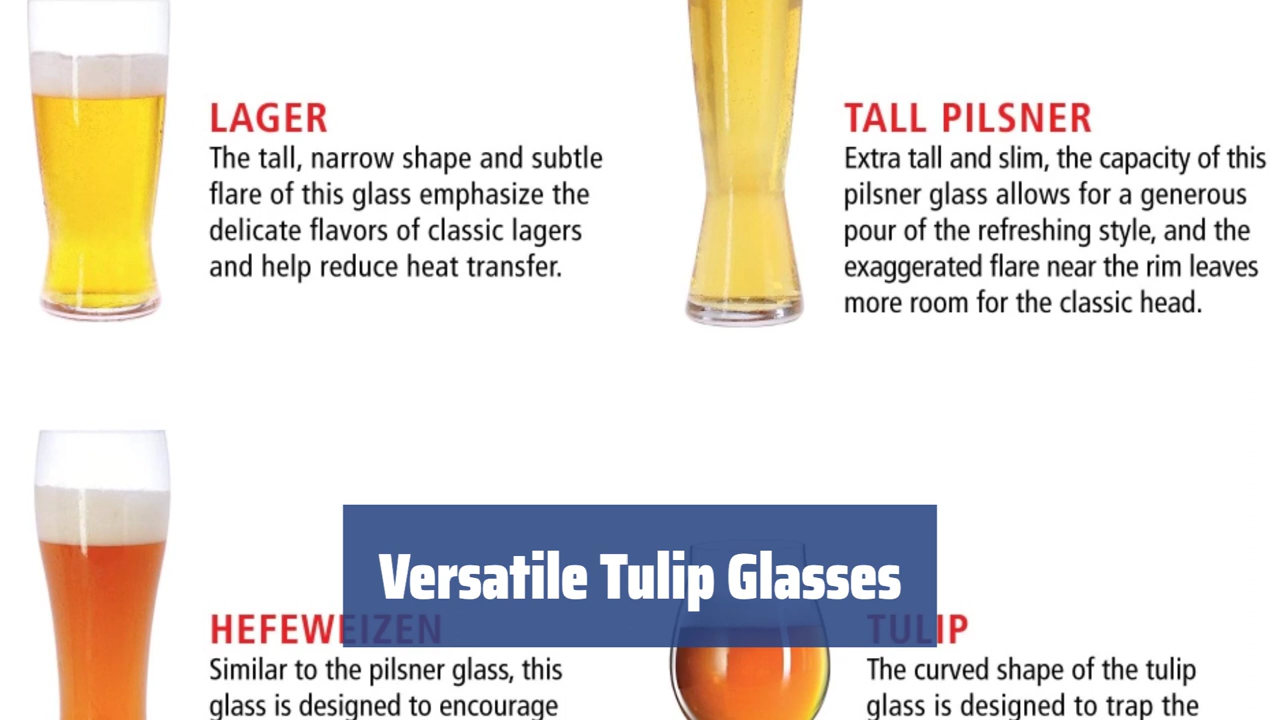 LAGER
The tall, narrow shape and subtle
flare of this glass emphasize the
delicate flavors of classic lagers
and help reduce heat transfer.
TALL PILSNER
Extra tall and slim, the capacity of this
pilsner glass allows for a generous
pour of the refreshing style, and the
exaggerated flare near the rim leaves
more room for the classic head.
Versatile Tulip Glasses
HEFEWEIZEN
Similar to the pilsner glass, this
glass is designed to encourage
TULIP
The curved shape of the tulip
glass is designed to trap the